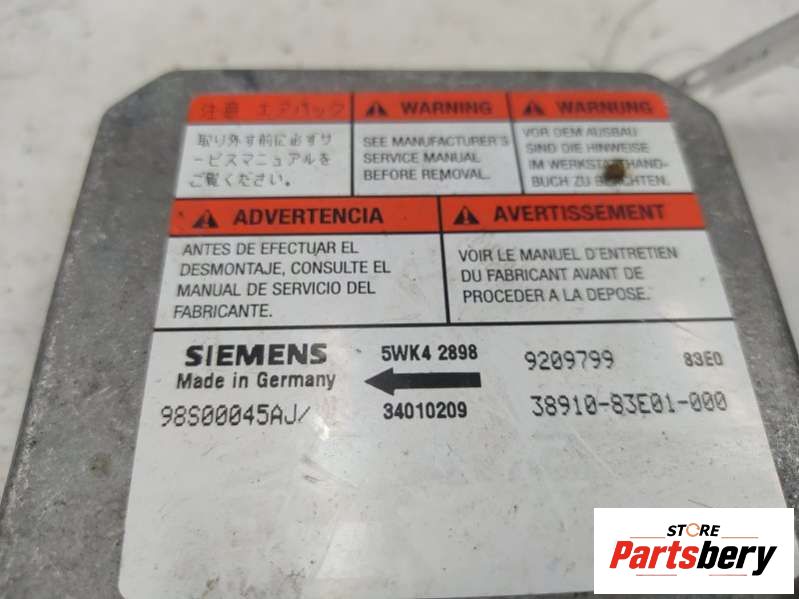 注意 エアバッグ
取り外す前に必ずサ
ービスマニュアルを
ご覧ください。
WARNING
SEE MANUFACTURER'S
SERVICE MANUAL
BEFORE REMOVAL.
WARNUNG
VOR DEM AUSBAU
SIND DIE HINWEISE
IM WERKSTATTHAND-
BUCH ZU BEACHTEN.
ADVERTENCIA
ANTES DE EFECTUAR EL
DESMONTAJE, CONSULTE EL
MANUAL DE SERVICIO DEL
FABRICANTE.
AVERTISSEMENT
VOIR LE MANUEL D'ENTRETIEN
DU FABRICANT AVANT DE
PROCEDER A LA DEPOSE.
SIEMENS 5WK4 2898 9209799 83E0
Made in Germany
98S00045AJ/ 34010209 38910-83E01-000
STORE
Partsbery